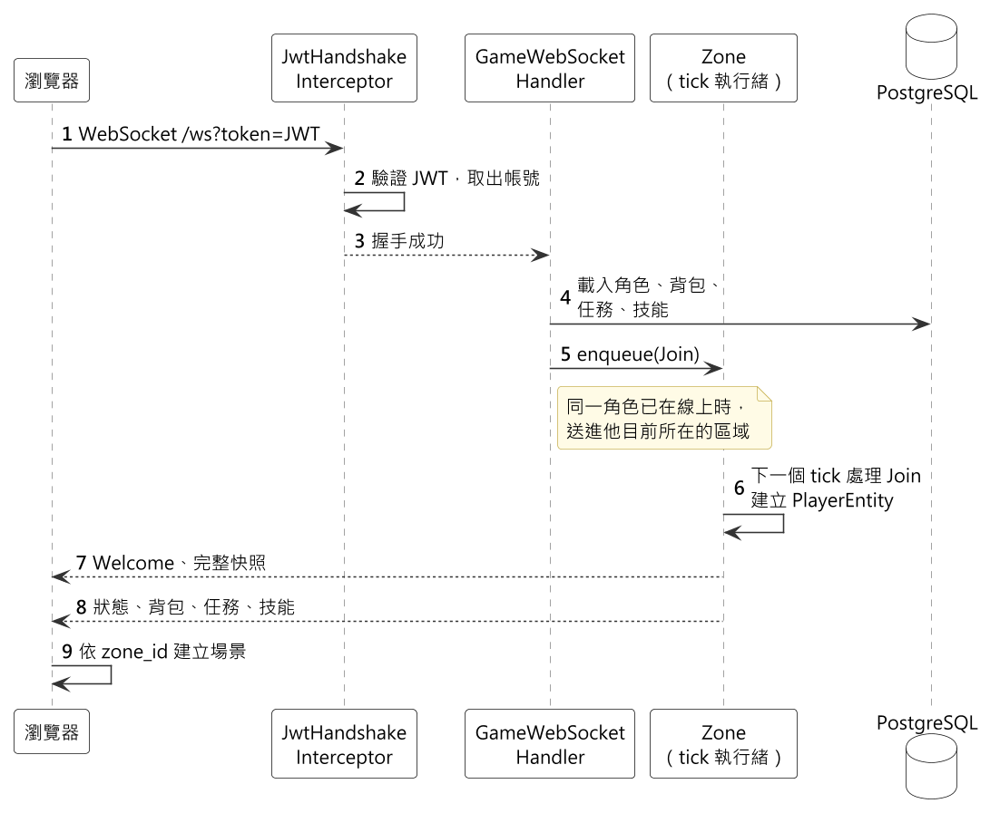 瀏覽器
JwtHandshake
Interceptor
GameWebSocket
Handler
Zone
（tick 執行緒）
PostgreSQL
1 WebSocket /ws?token=JWT
2 驗證 JWT，取出帳號
3 握手成功
4 載入角色、背包、
任務、技能
5 enqueue(Join)
同一角色已在線上時，
送進他目前所在的區域
6 下一個 tick 處理 Join
建立 PlayerEntity
7 Welcome、完整快照
8 狀態、背包、任務、技能
9 依 zone_id 建立場景
瀏覽器
JwtHandshake
Interceptor
GameWebSocket
Handler
Zone
（tick 執行緒）
PostgreSQL